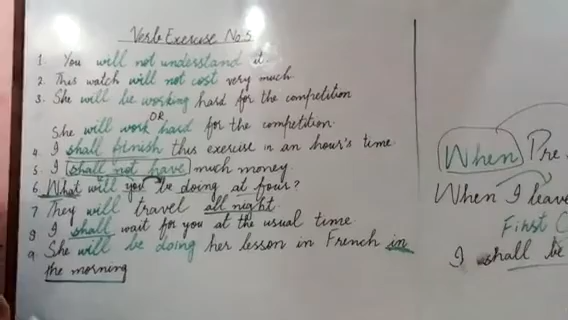 Verb Exercise No 5
1. You will not understand it.
2. This watch will not cost very much.
3. She will be working hard for the competition
OR
She will work hard for the competition.
4. I shall finish this exercise in an hour's time.
5. I shall not have much money.
6. What will you be doing at four?
7 They will travel all night.
8 I shall wait for you at the usual time.
9. She will be doing her lesson in French in
the morning
When Pre
When I leave
First C
I shall be